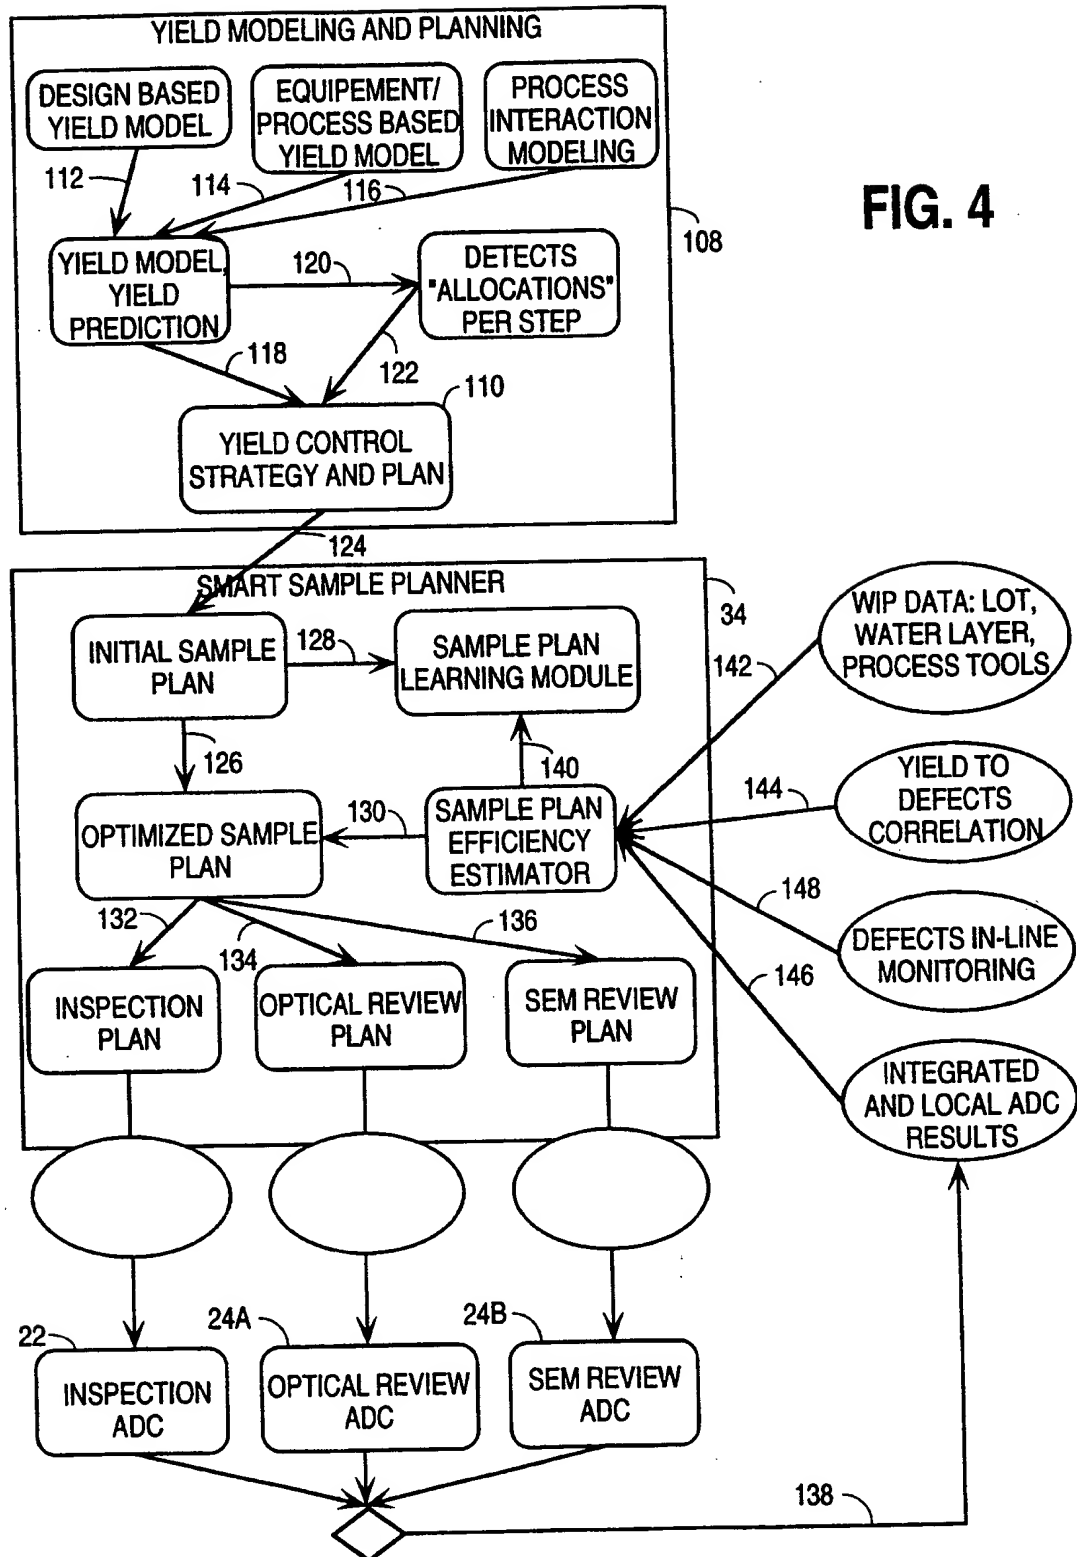 YIELD MODELING AND PLANNING
DESIGN BASED
YIELD MODEL
EQUIPEMENT/
PROCESS BASED
YIELD MODEL
PROCESS
INTERACTION
MODELING
112
114
116
FIG. 4
108
YIELD MODEL,
YIELD
PREDICTION
120
DETECTS
"ALLOCATIONS"
PER STEP
118
122
110
YIELD CONTROL
STRATEGY AND PLAN
124
SMART SAMPLE PLANNER
34
INITIAL SAMPLE
PLAN
128
SAMPLE PLAN
LEARNING MODULE
142
WIP DATA: LOT,
WATER LAYER,
PROCESS TOOLS
126
140
OPTIMIZED SAMPLE
PLAN
130
SAMPLE PLAN
EFFICIENCY
ESTIMATOR
144
YIELD TO
DEFECTS
CORRELATION
132
134
136
148
DEFECTS IN-LINE
MONITORING
146
INSPECTION
PLAN
OPTICAL REVIEW
PLAN
SEM REVIEW
PLAN
INTEGRATED
AND LOCAL ADC
RESULTS
22
24A
24B
INSPECTION
ADC
OPTICAL REVIEW
ADC
SEM REVIEW
ADC
138